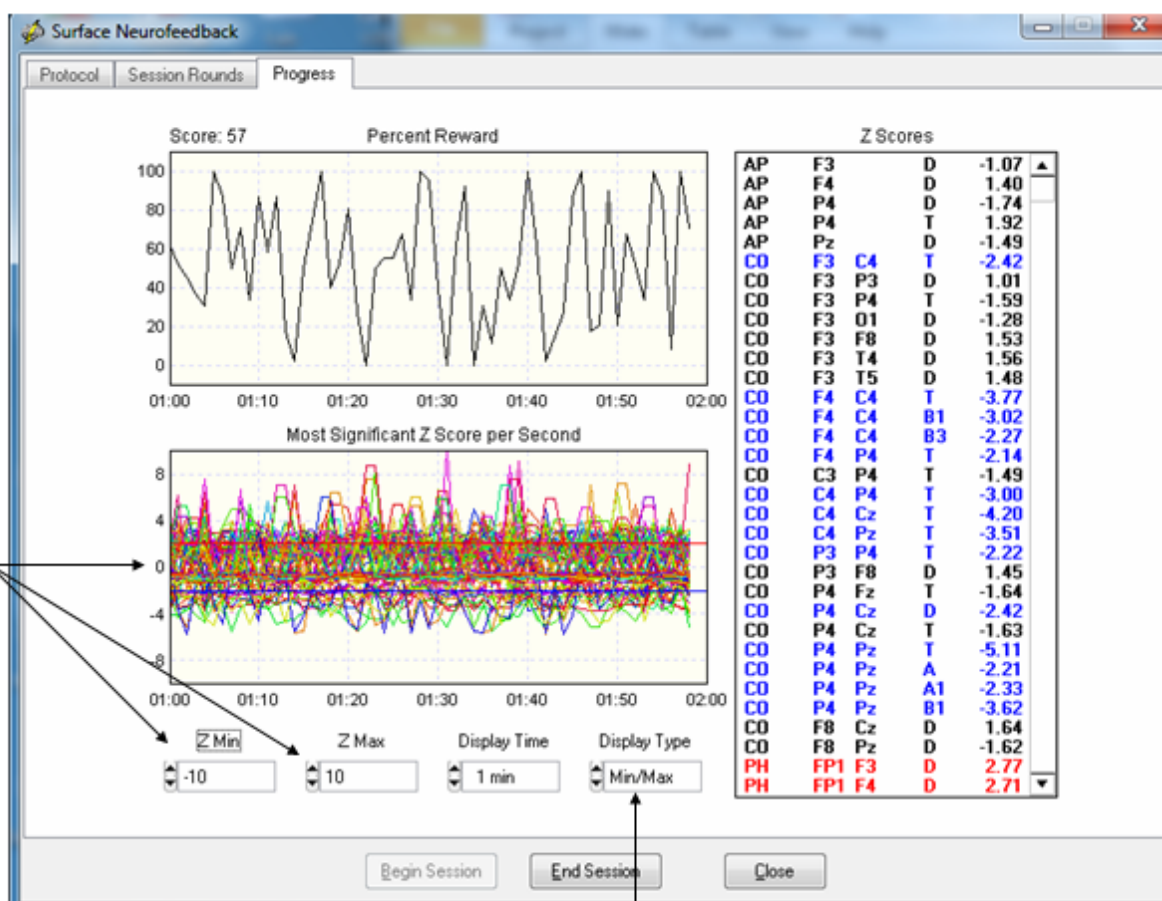 Surface Neurofeedback
Protocol Session Rounds Progress
Score: 57 Percent Reward
100
80
60
40
20
0
01:00 01:10 01:20 01:30 01:40 01:50 02:00
Most Significant Z Score per Second
8
4
0
-4
-8
01:00 01:10 01:20 01:30 01:40 01:50 02:00
Z Min Z Max Display Time Display Type
-10 10 1 min Min/Max
Z Scores
AP F3 D -1.07
AP F4 D 1.40
AP P4 D -1.74
AP P4 T 1.92
AP Pz D -1.49
CO F3 C4 T -2.42
CO F3 P3 D 1.01
CO F3 P4 T -1.59
CO F3 O1 D -1.28
CO F3 F8 D 1.53
CO F3 T4 D 1.56
CO F3 T5 D 1.48
CO F4 C4 T -3.77
CO F4 C4 B1 -3.02
CO F4 C4 B3 -2.27
CO F4 P4 T -2.14
CO C3 P4 T -1.49
CO C4 P4 T -3.00
CO C4 Cz T -4.20
CO C4 Pz T -3.51
CO P3 P4 T -2.22
CO P3 F8 D 1.45
CO P4 Fz T -1.64
CO P4 Cz D -2.42
CO P4 Cz T -1.63
CO P4 Pz T -5.11
CO P4 Pz A -2.21
CO P4 Pz A1 -2.33
CO P4 Pz B1 -3.62
CO F8 Cz D 1.64
CO F8 Pz D -1.62
PH FP1 F3 D 2.77
PH FP1 F4 D 2.71
Begin Session End Session Close